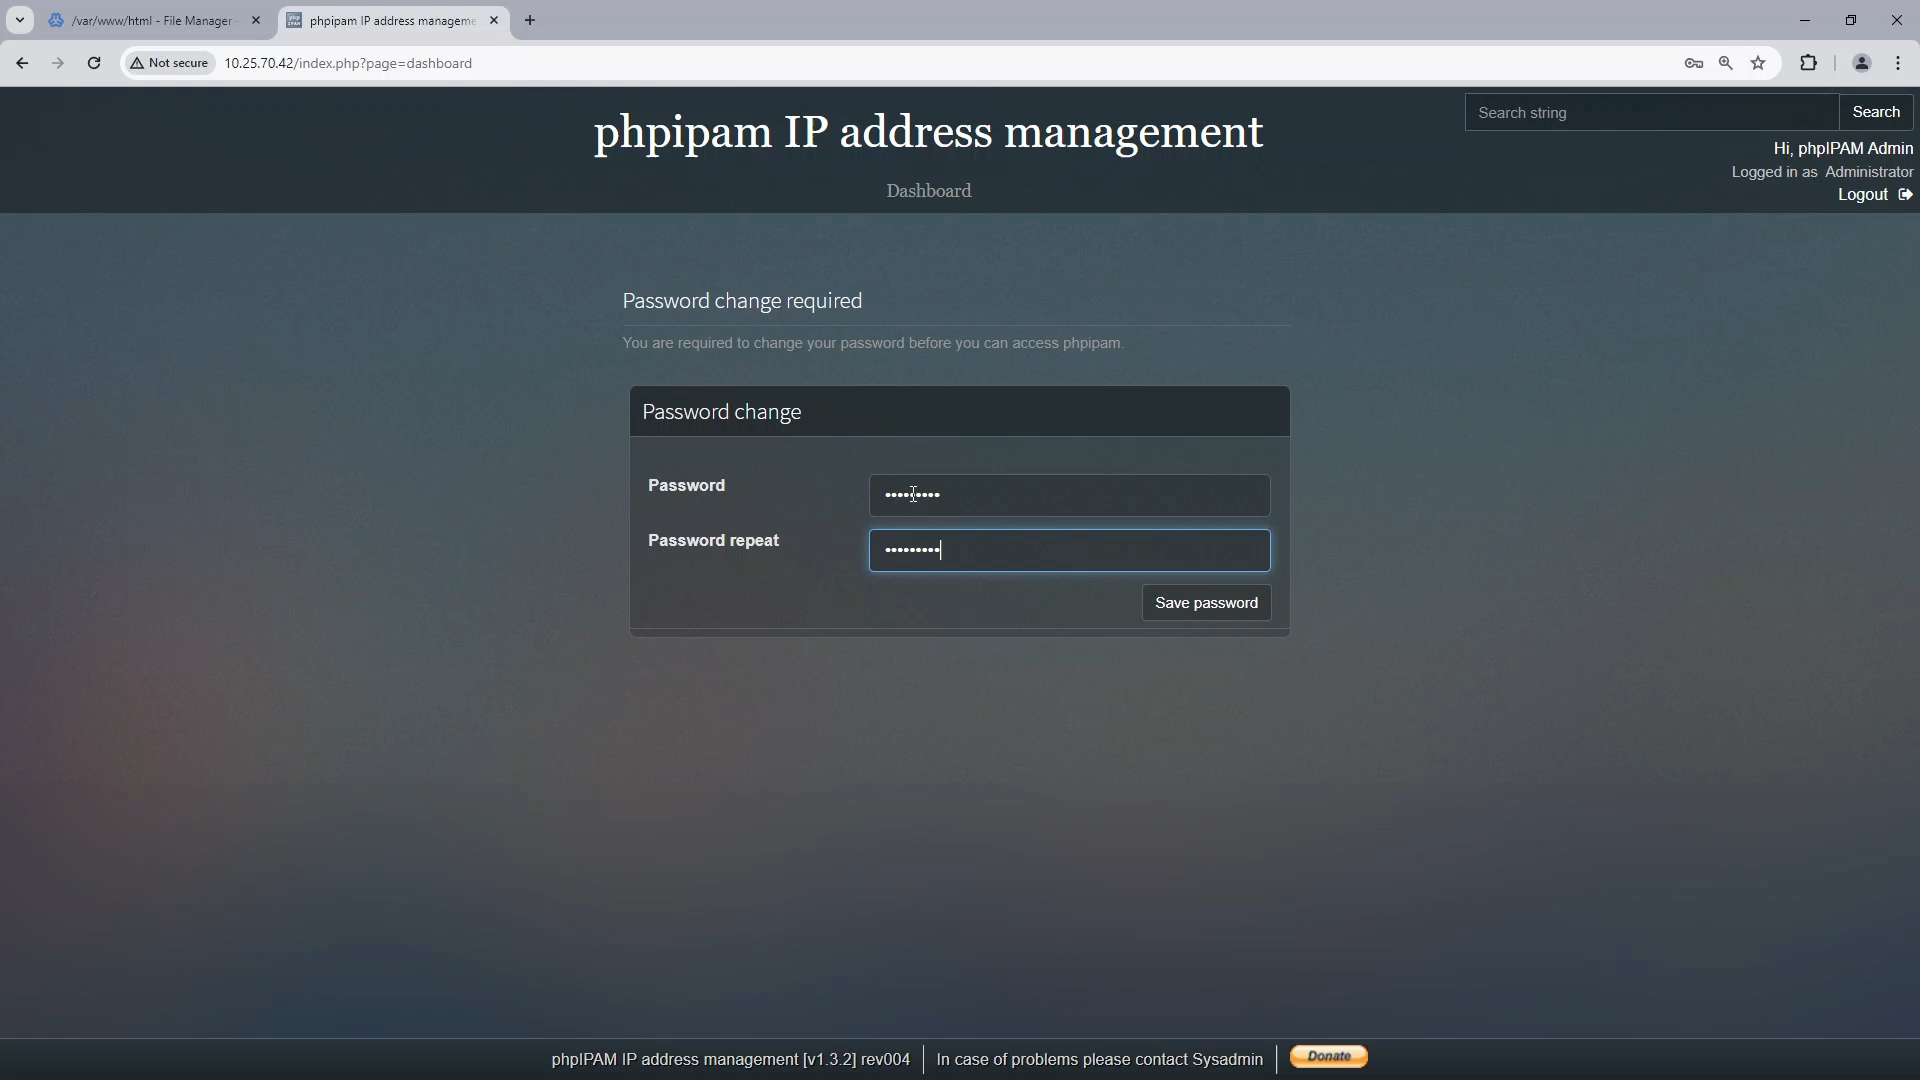 /var/www/html - File Manager
phpipam IP address manageme
Not secure
10.25.70.42/index.php?page=dashboard
phpipam IP address management
Search string
Search
Hi, phpIPAM Admin
Logged in as Administrator
Logout
Dashboard
Password change required
You are required to change your password before you can access phpipam.
Password change
Password
•••••••••
Password repeat
•••••••••
Save password
phpIPAM IP address management [v1.3.2] rev004
In case of problems please contact Sysadmin
Donate